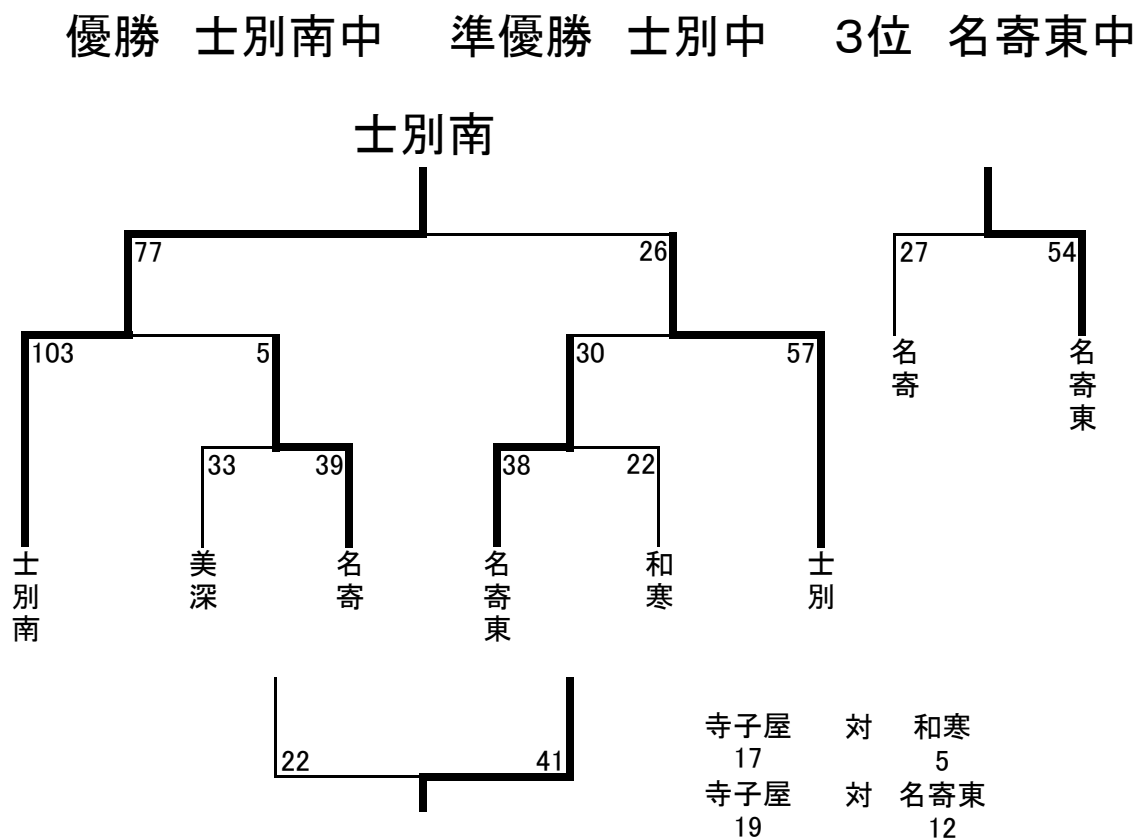 優勝　士別南中　準優勝　士別中　3位　名寄東中
士別南
77　26　27　54
103　5　30　57
名寄　名寄東
33　39　38　22
士別南　美深　名寄　名寄東　和寒　士別
22　41
寺子屋　対　和寒
17　5
寺子屋　対　名寄東
19　12